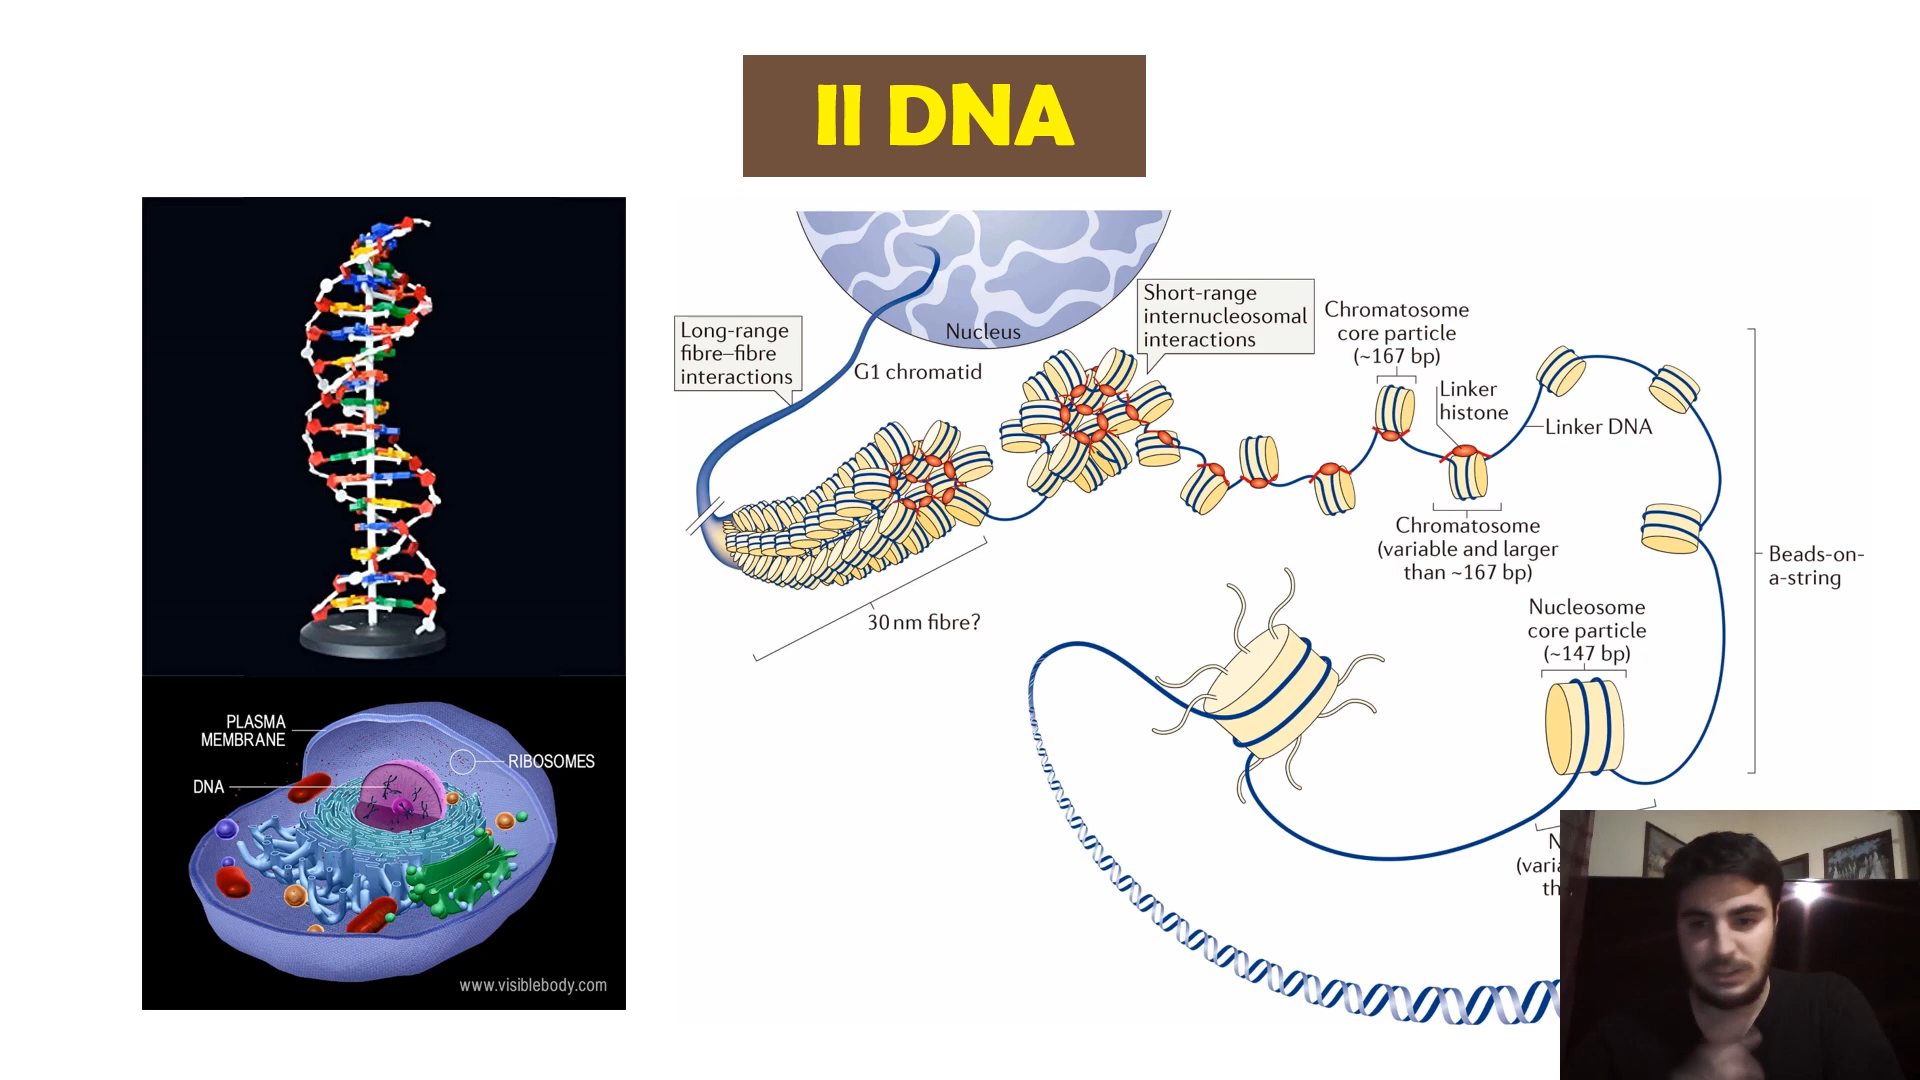 Il DNA
Long-range
fibre–fibre
interactions
Nucleus
G1 chromatid
Short-range
internucleosomal
interactions
Chromatosome
core particle
(~167 bp)
Linker
histone
Linker DNA
Chromatosome
(variable and larger
than ~167 bp)
Beads-on-
a-string
30 nm fibre?
Nucleosome
core particle
(~147 bp)
PLASMA
MEMBRANE
RIBOSOMES
DNA
www.visiblebody.com